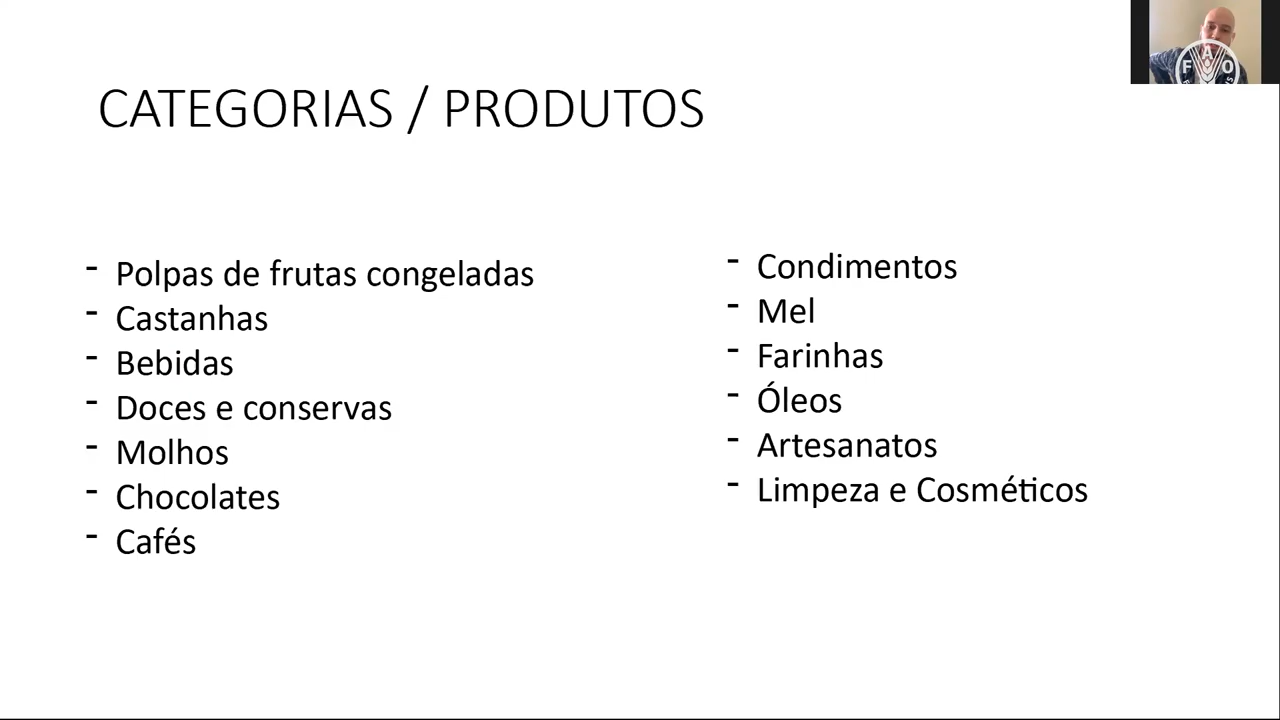 CATEGORIAS / PRODUTOS
- Polpas de frutas congeladas
- Castanhas
- Bebidas
- Doces e conservas
- Molhos
- Chocolates
- Cafés
- Condimentos
- Mel
- Farinhas
- Óleos
- Artesanatos
- Limpeza e Cosméticos
F A O